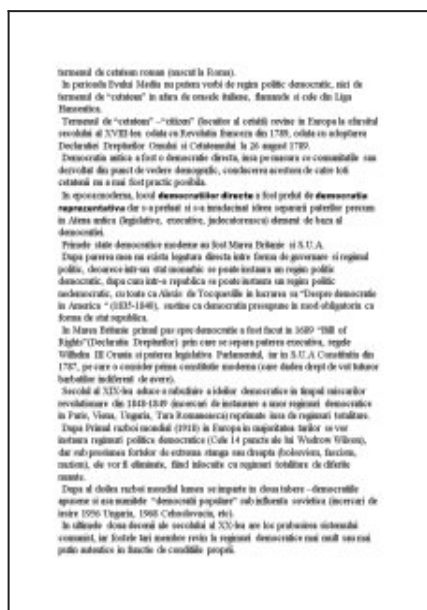 termenul de cetatean roman (nascut la Roma).
In perioada Evului Mediu nu putem vorbi de regim politic democratic, nici de
termenul de "cetatean" in afara de orasele italiene, flamande si cele din Liga
Hanseatica.
Termenul de "cetatean" –"citizen" (locuitor al cetatii) revine in Europa la sfarsitul
secolului al XVIII-lea odata cu Revolutia franceza din 1789, odata cu adoptarea
Declaratiei Drepturilor Omului si Cetateanului la 26 august 1789.
Democratia antica a fost o democratie directa, insa pe masura ce comunitatile sau
dezvoltat din punct de vedere demografic, conducerea acestora de catre toti
cetatenii nu a mai fost practic posibila.
In epoca moderna, locul democratiilor directe a fost preluat de democratia
reprezentativa dar s-a preluat si s-a imbogatit ideea separarii puterilor precum
in Atena antica (legislative, executive, judecatoreasca) element de baza al
democratiei.
Primele state democratice moderne au fost Marea Britanie si S.U.A.
Dupa parerea mea nu exista legatura directa intre forma de guvernare si regimul
politic, deoarece intr-un stat monarhic se poate instaura un regim politic
democratic, dupa cum intr-o republica se poate instaura un regim politic
nedemocratic, cu toate ca Alexis de Tocqueville in lucrarea sa "Despre democratie
in America " (1835-1840), sustine ca democratia presupune in mod obligatoriu ca
forma de stat republica.
In Marea Britanie primul pas spre democratie a fost facut in 1689 "Bill of
Rights"(Declaratia Drepturilor) prin care se separa puterea executiva, regele
Wilhelm III Orania si puterea legislativa Parlamentul, iar in S.U.A Constitutia din
1787, pe care o consider prima constitutie moderna (care dadea drept de vot tuturor
barbatilor indiferent de avere).
Secolul al XIX-lea aduce o rabufnire a ideilor democratice in timpul miscarilor
revolutionare din 1848-1849 (incercari de instaurare a unor regimuri democratice
in Paris, Viena, Ungaria, Tara Romaneasca) reprimate insa de regimuri totalitare.
Dupa Primul razboi mondial (1918) in Europa in majoritatea tarilor se vor
instaura regimuri politice democratice (Cele 14 puncte ale lui Woodrow Wilson),
dar sub presiunea fortelor de extrema stanga sau dreapta (bolsevism, fascism,
nazism), ele vor fi eliminate, fiind inlocuite cu regimuri totalitare de diferite
nuante.
Dupa al doilea razboi mondial lumea se imparte in doua tabere –democratiile
apusene si asa numitele "democratii populare" sub influenta sovietica (incercari de
iesire 1956 Ungaria, 1968 Cehoslovacia, etc).
In ultimele doua decenii ale secolului al XX-lea are loc prabusirea sistemului
comunist, iar fostele tari membre revin la regimuri democratice mai mult sau mai
putin autentice in functie de conditiile proprii.